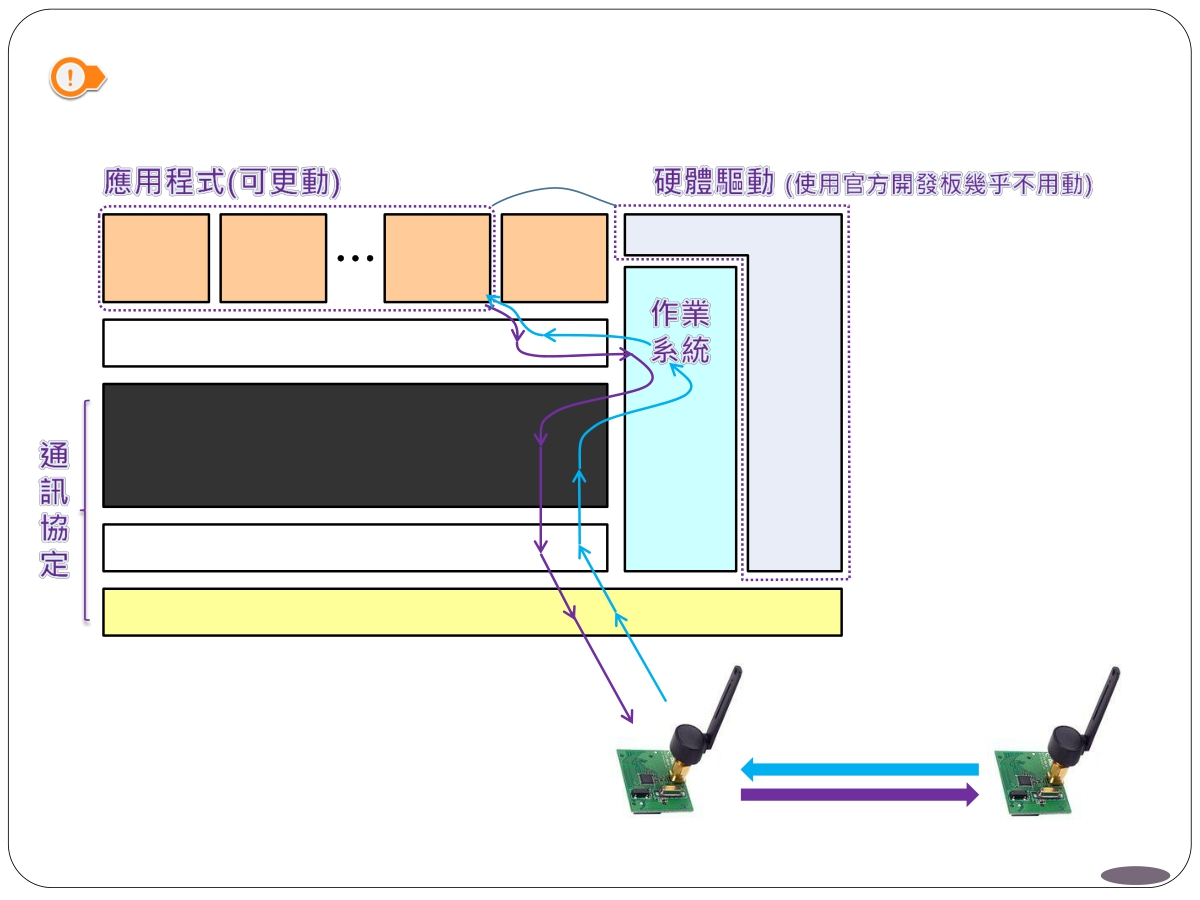 應用程式(可更動)
硬體驅動 (使用官方開發板幾乎不用動)
作業
系統
通
訊
協
定